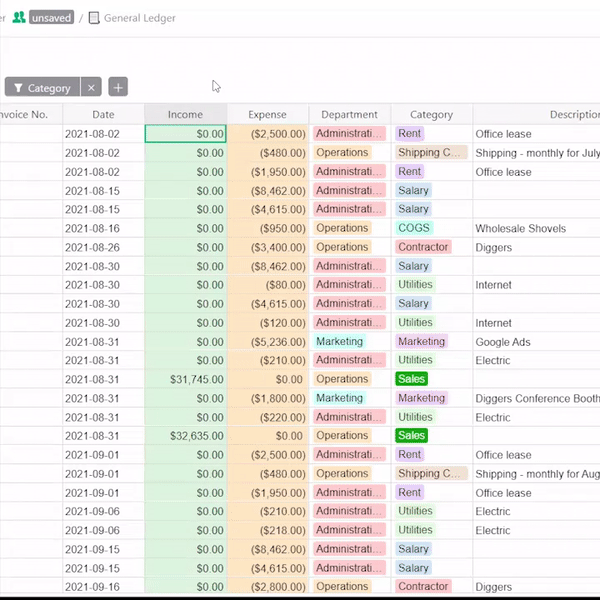 er unsaved / General Ledger
Category × +
nvoice No. Date Income Expense Department Category Description
2021-08-02 $0.00 ($2,500.00) Administrati... Rent Office lease
2021-08-02 $0.00 ($480.00) Operations Shipping C... Shipping - monthly for July
2021-08-02 $0.00 ($1,950.00) Administrati... Rent Office lease
2021-08-15 $0.00 ($8,462.00) Administrati... Salary
2021-08-15 $0.00 ($4,615.00) Administrati... Salary
2021-08-16 $0.00 ($950.00) Operations COGS Wholesale Shovels
2021-08-26 $0.00 ($3,400.00) Operations Contractor Diggers
2021-08-30 $0.00 ($8,462.00) Administrati... Salary
2021-08-30 $0.00 ($80.00) Administrati... Utilities Internet
2021-08-30 $0.00 ($4,615.00) Administrati... Salary
2021-08-30 $0.00 ($120.00) Administrati... Utilities Internet
2021-08-31 $0.00 ($5,236.00) Marketing Marketing Google Ads
2021-08-31 $0.00 ($210.00) Administrati... Utilities Electric
2021-08-31 $31,745.00 $0.00 Operations Sales
2021-08-31 $0.00 ($1,800.00) Marketing Marketing Diggers Conference Booth
2021-08-31 $0.00 ($220.00) Administrati... Utilities Electric
2021-08-31 $32,635.00 $0.00 Operations Sales
2021-09-01 $0.00 ($2,500.00) Administrati... Rent Office lease
2021-09-01 $0.00 ($480.00) Operations Shipping C... Shipping - monthly for Aug
2021-09-01 $0.00 ($1,950.00) Administrati... Rent Office lease
2021-09-06 $0.00 ($210.00) Administrati... Utilities Electric
2021-09-06 $0.00 ($218.00) Administrati... Utilities Electric
2021-09-15 $0.00 ($8,462.00) Administrati... Salary
2021-09-15 $0.00 ($4,615.00) Administrati... Salary
2021-09-16 $0.00 ($2,800.00) Operations Contractor Diggers